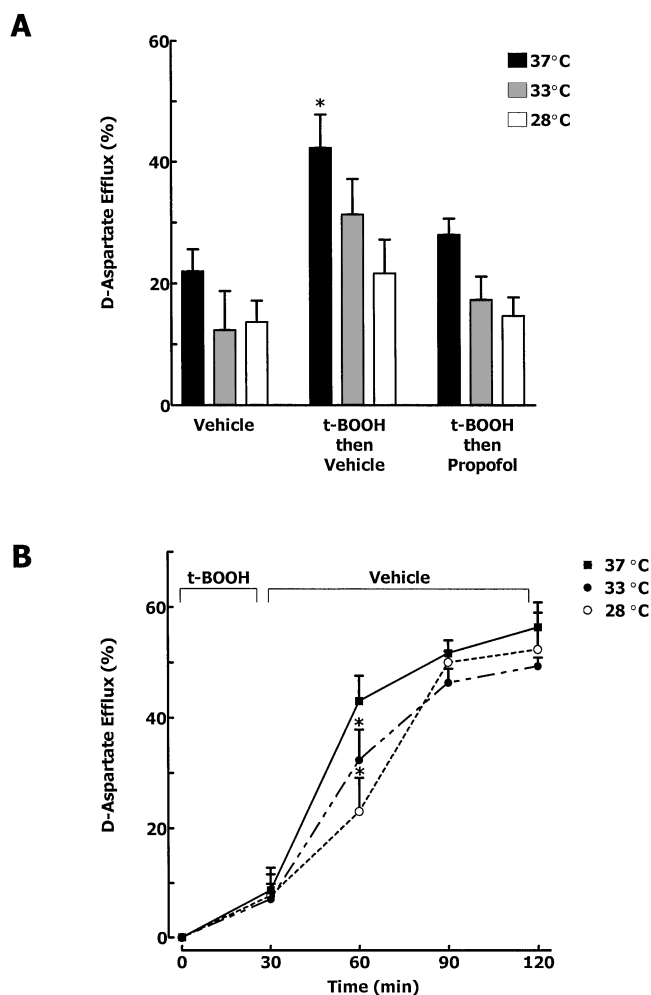 A
60
40
20
0
D-Aspartate Efflux (%)
*
37°C
33°C
28°C
Vehicle
t-BOOH
then
Vehicle
t-BOOH
then
Propofol
B
t-BOOH
Vehicle
37 °C
33 °C
28 °C
60
40
20
0
D-Aspartate Efflux (%)
*
*
0 30 60 90 120
Time (min)